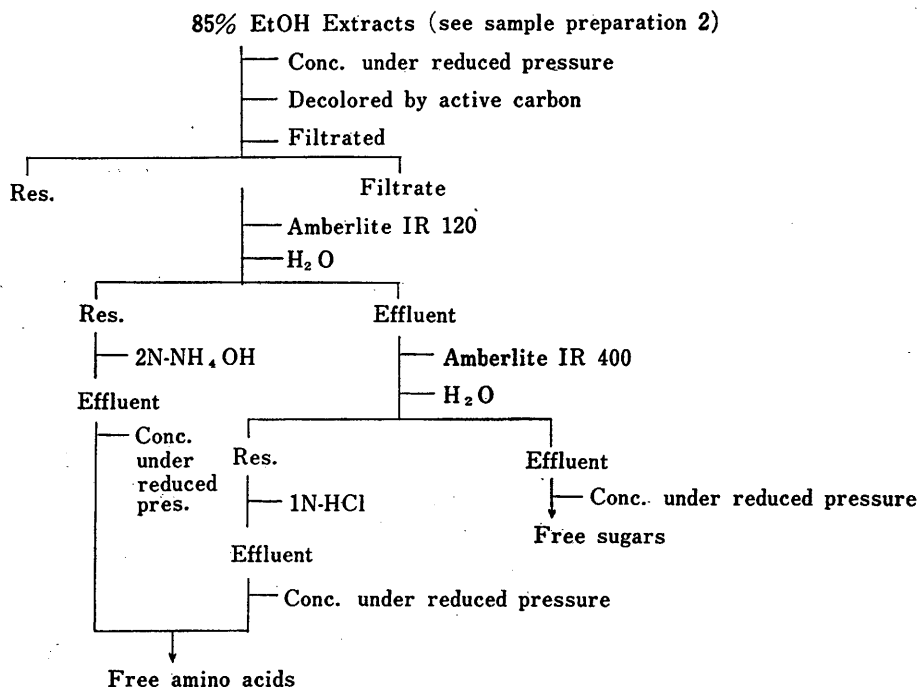 85% EtOH Extracts (see sample preparation 2)
Conc. under reduced pressure
Decolored by active carbon
Filtrated
Res.
Filtrate
Amberlite IR 120
H₂O
Res.
Effluent
2N-NH₄OH
Amberlite IR 400
H₂O
Effluent
Conc.
under
reduced
pres.
Res.
Effluent
1N-HCl
Conc. under reduced pressure
Free sugars
Effluent
Conc. under reduced pressure
Free amino acids